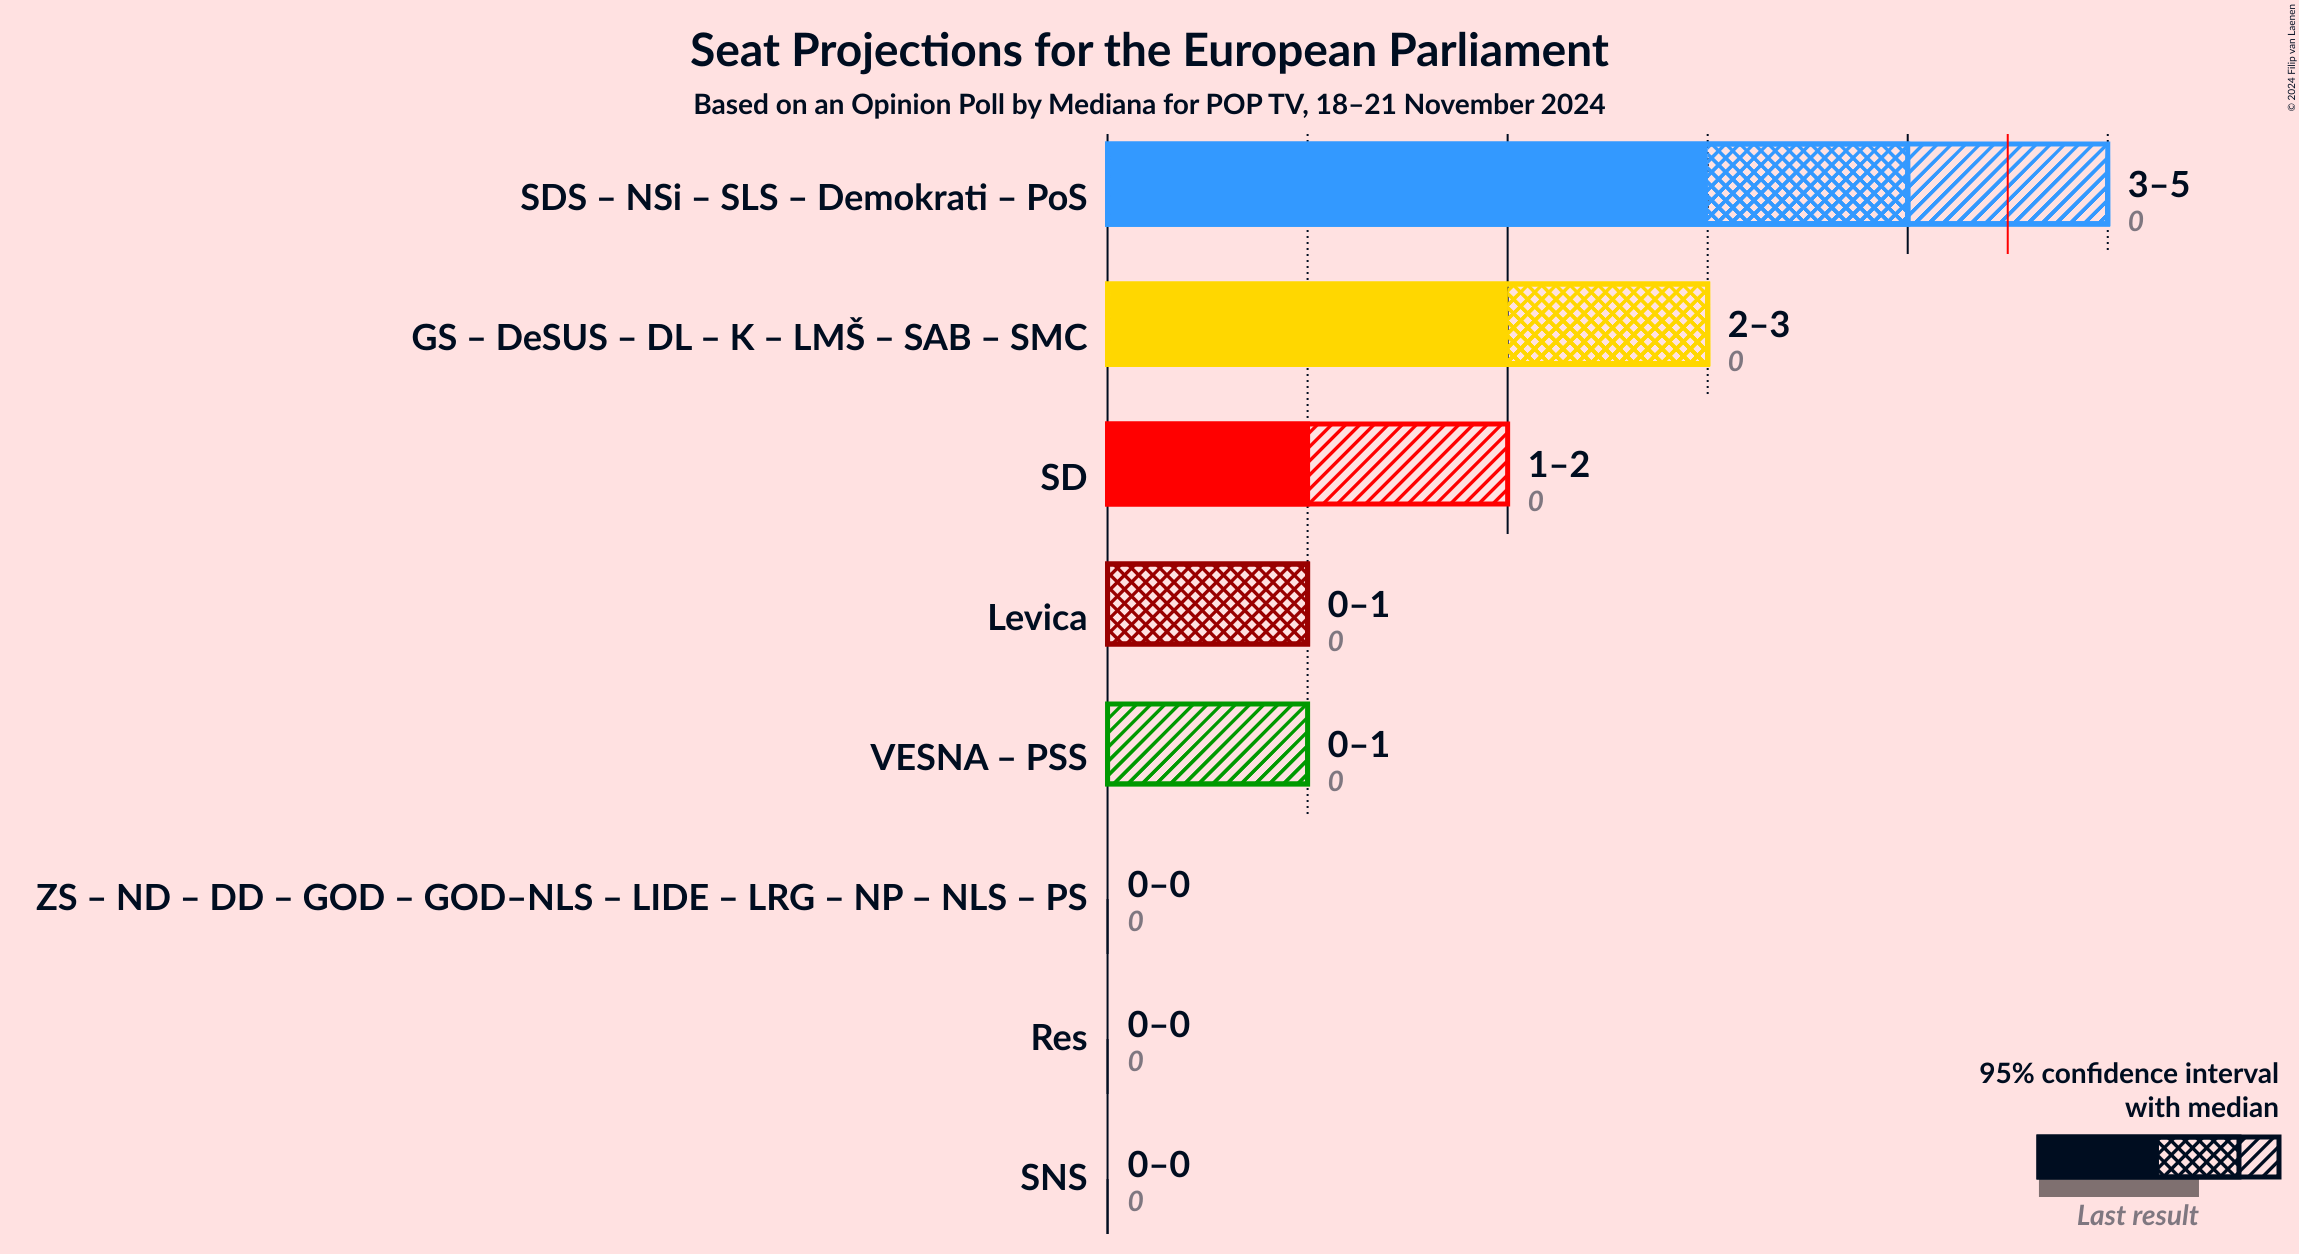 Seat Projections for the European Parliament
Based on an Opinion Poll by Mediana for POP TV, 18–21 November 2024
© 2024 Filip van Laenen
SDS – NSi – SLS – Demokrati – PoS
3–5
0
GS – DeSUS – DL – K – LMŠ – SAB – SMC
2–3
0
SD
1–2
0
Levica
0–1
0
VESNA – PSS
0–1
0
ZS – ND – DD – GOD – GOD–NLS – LIDE – LRG – NP – NLS – PS
0–0
0
Res
0–0
0
SNS
0–0
0
95% confidence interval
with median
Last result